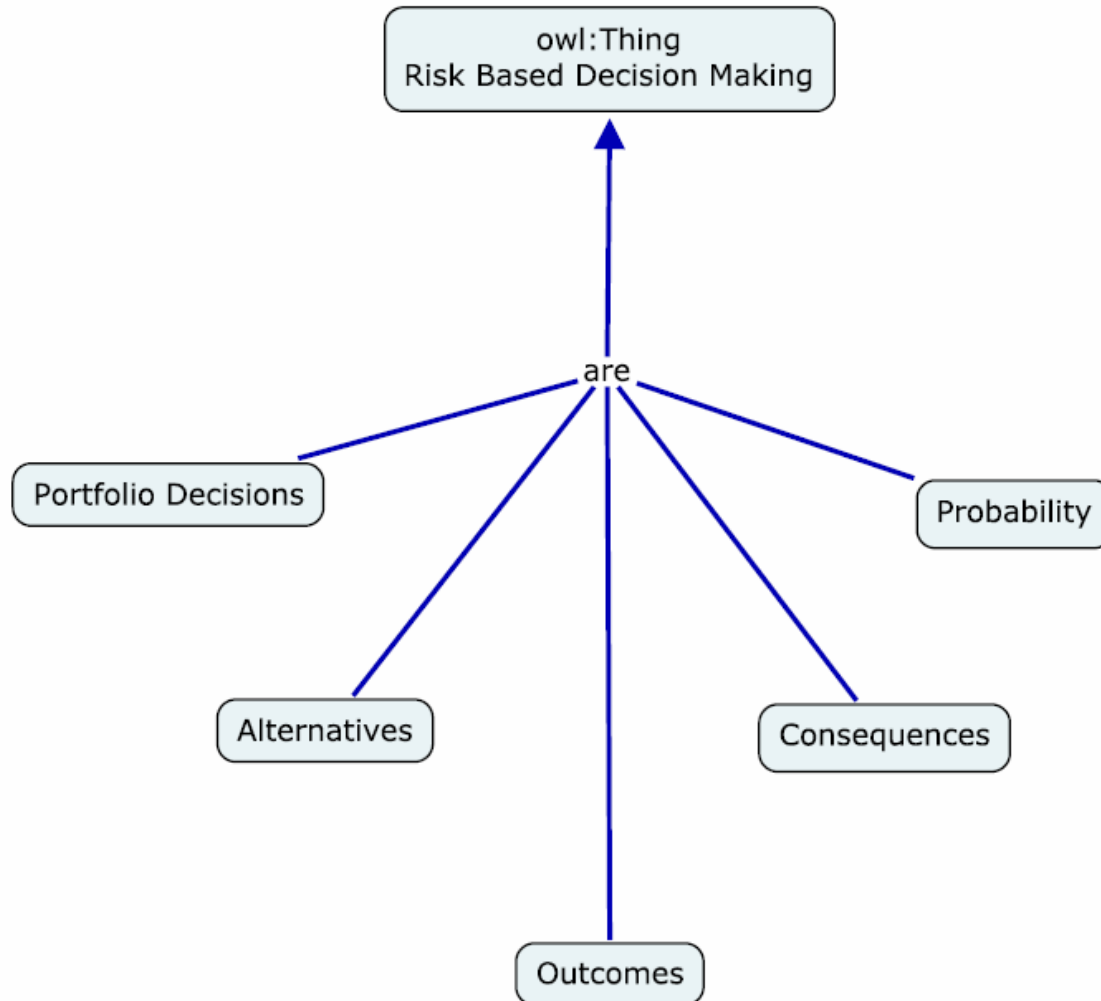 owl:Thing
Risk Based Decision Making
are
Portfolio Decisions
Probability
Alternatives
Consequences
Outcomes